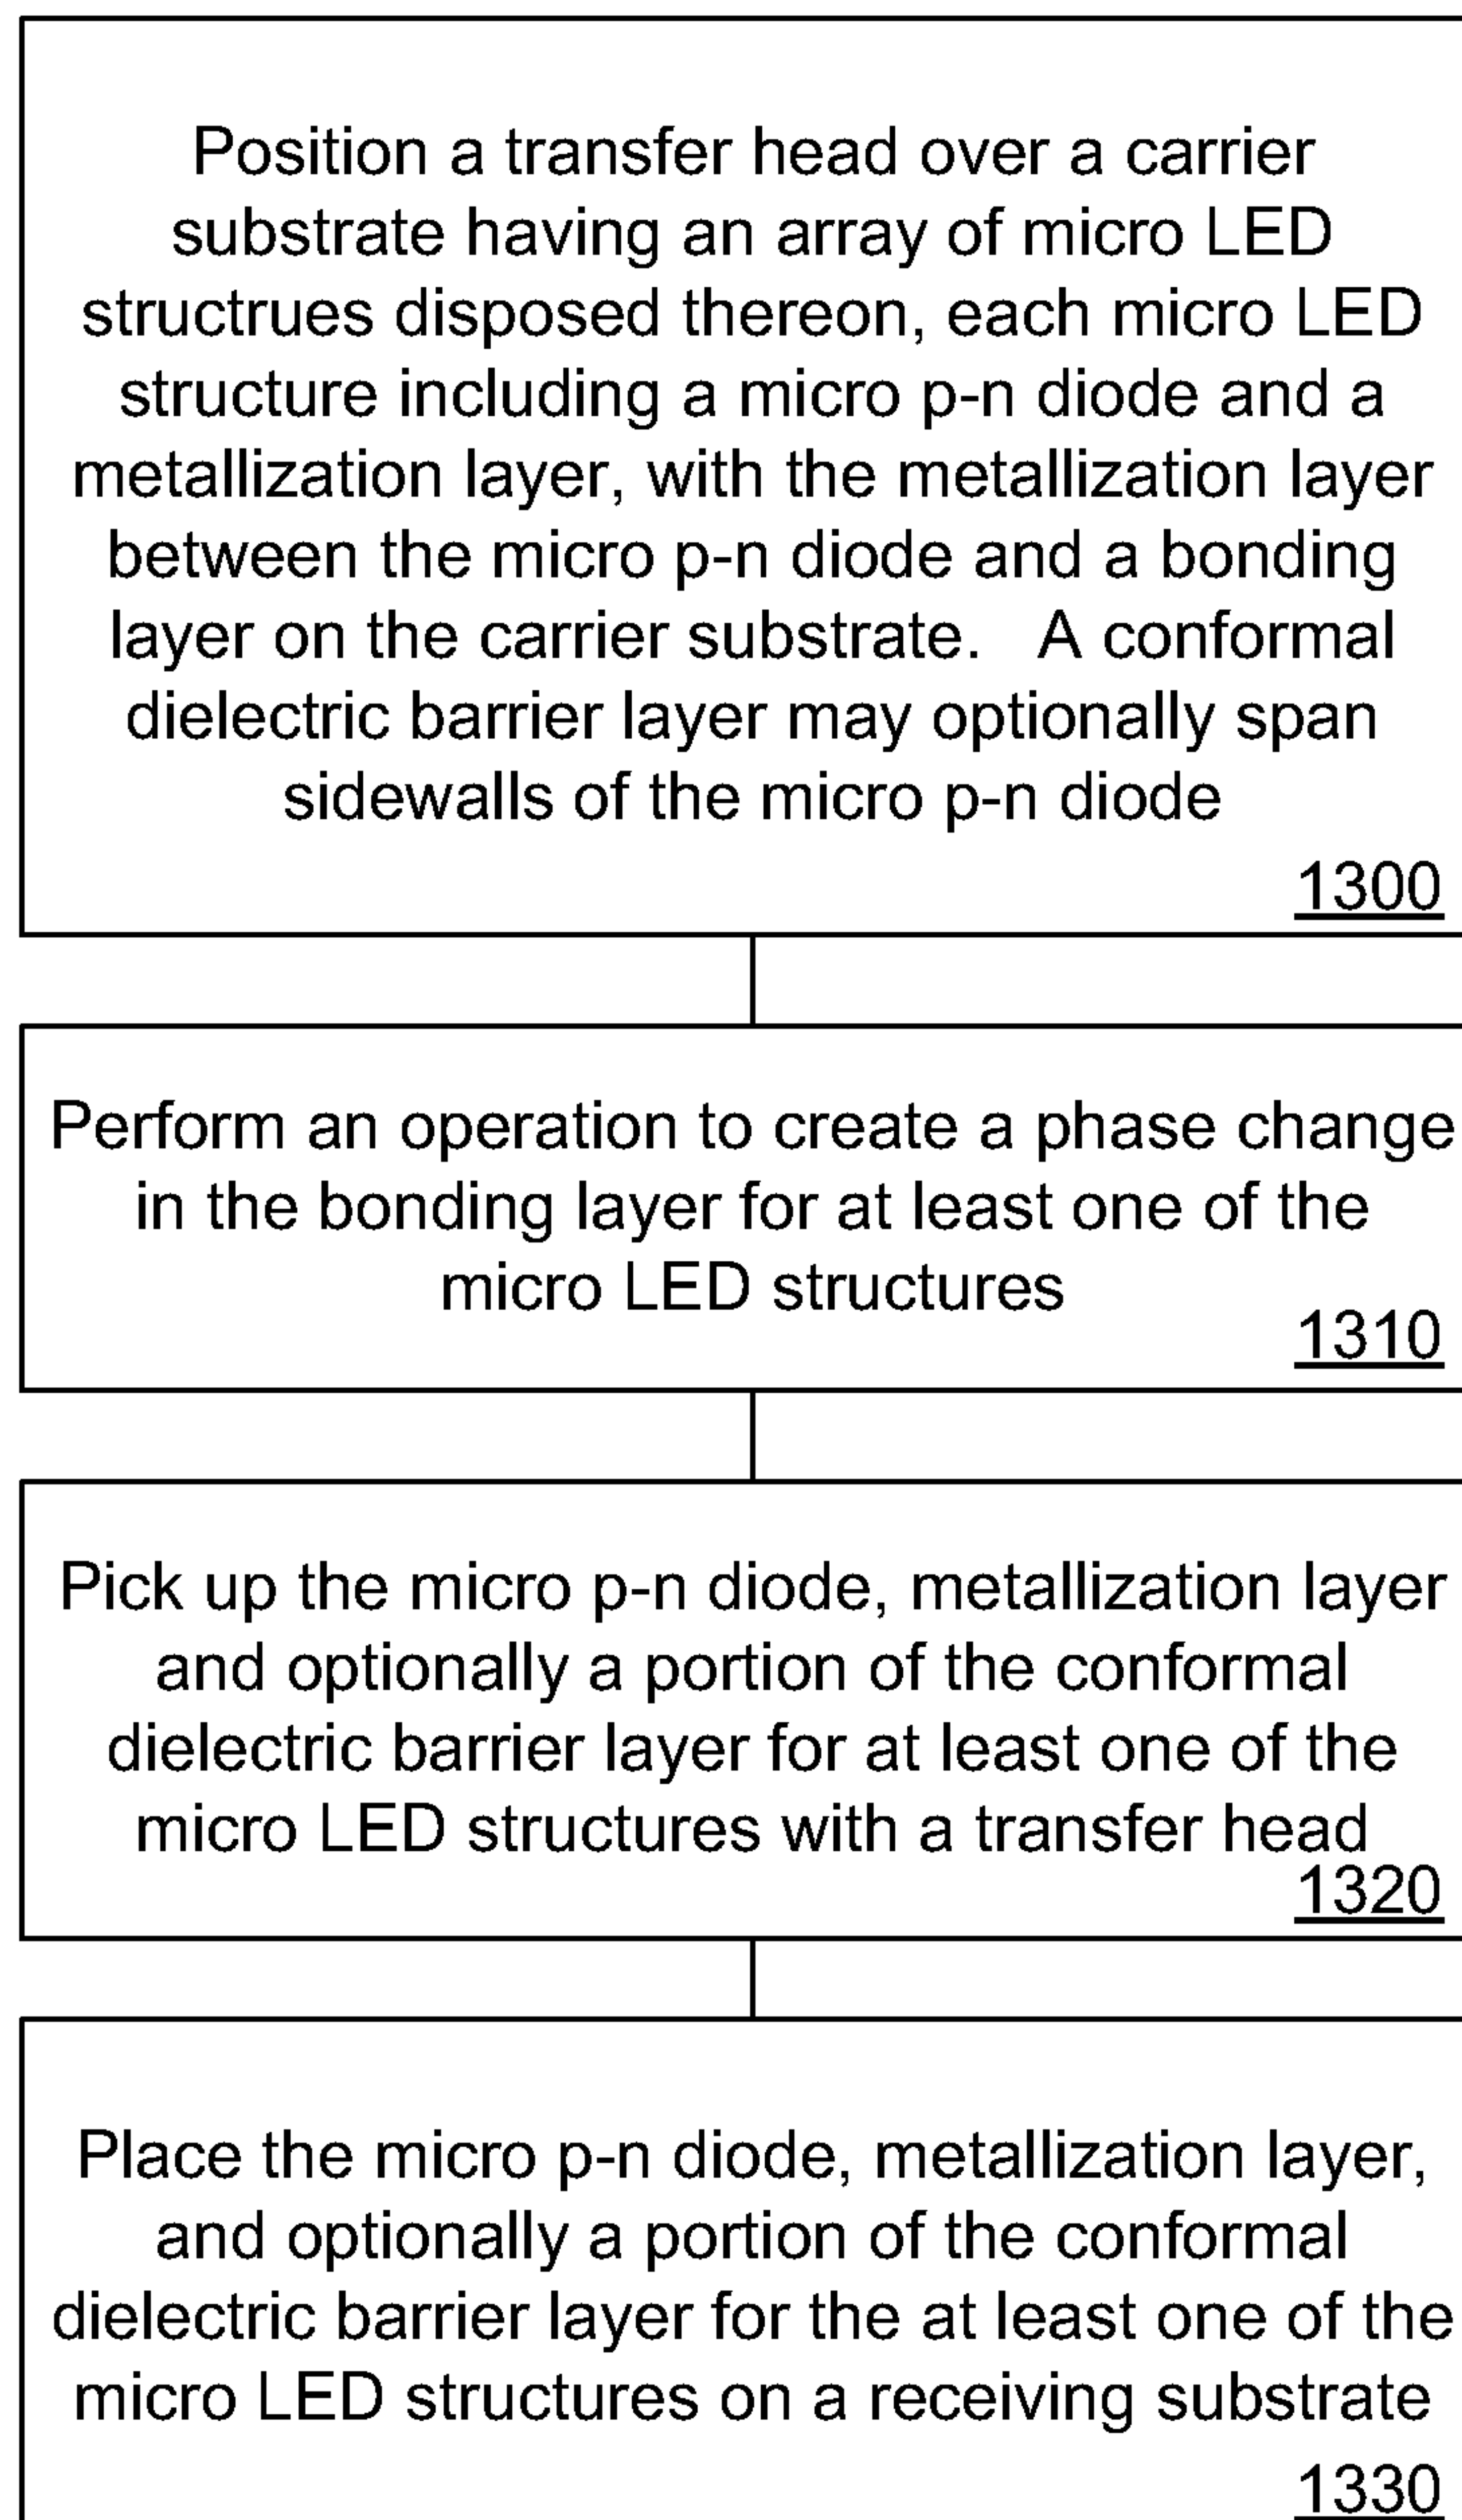 Position a transfer head over a carrier
substrate having an array of micro LED
structrues disposed thereon, each micro LED
structure including a micro p-n diode and a
metallization layer, with the metallization layer
between the micro p-n diode and a bonding
layer on the carrier substrate. A conformal
dielectric barrier layer may optionally span
sidewalls of the micro p-n diode
1300
Perform an operation to create a phase change
in the bonding layer for at least one of the
micro LED structures
1310
Pick up the micro p-n diode, metallization layer
and optionally a portion of the conformal
dielectric barrier layer for at least one of the
micro LED structures with a transfer head
1320
Place the micro p-n diode, metallization layer,
and optionally a portion of the conformal
dielectric barrier layer for the at least one of the
micro LED structures on a receiving substrate
1330